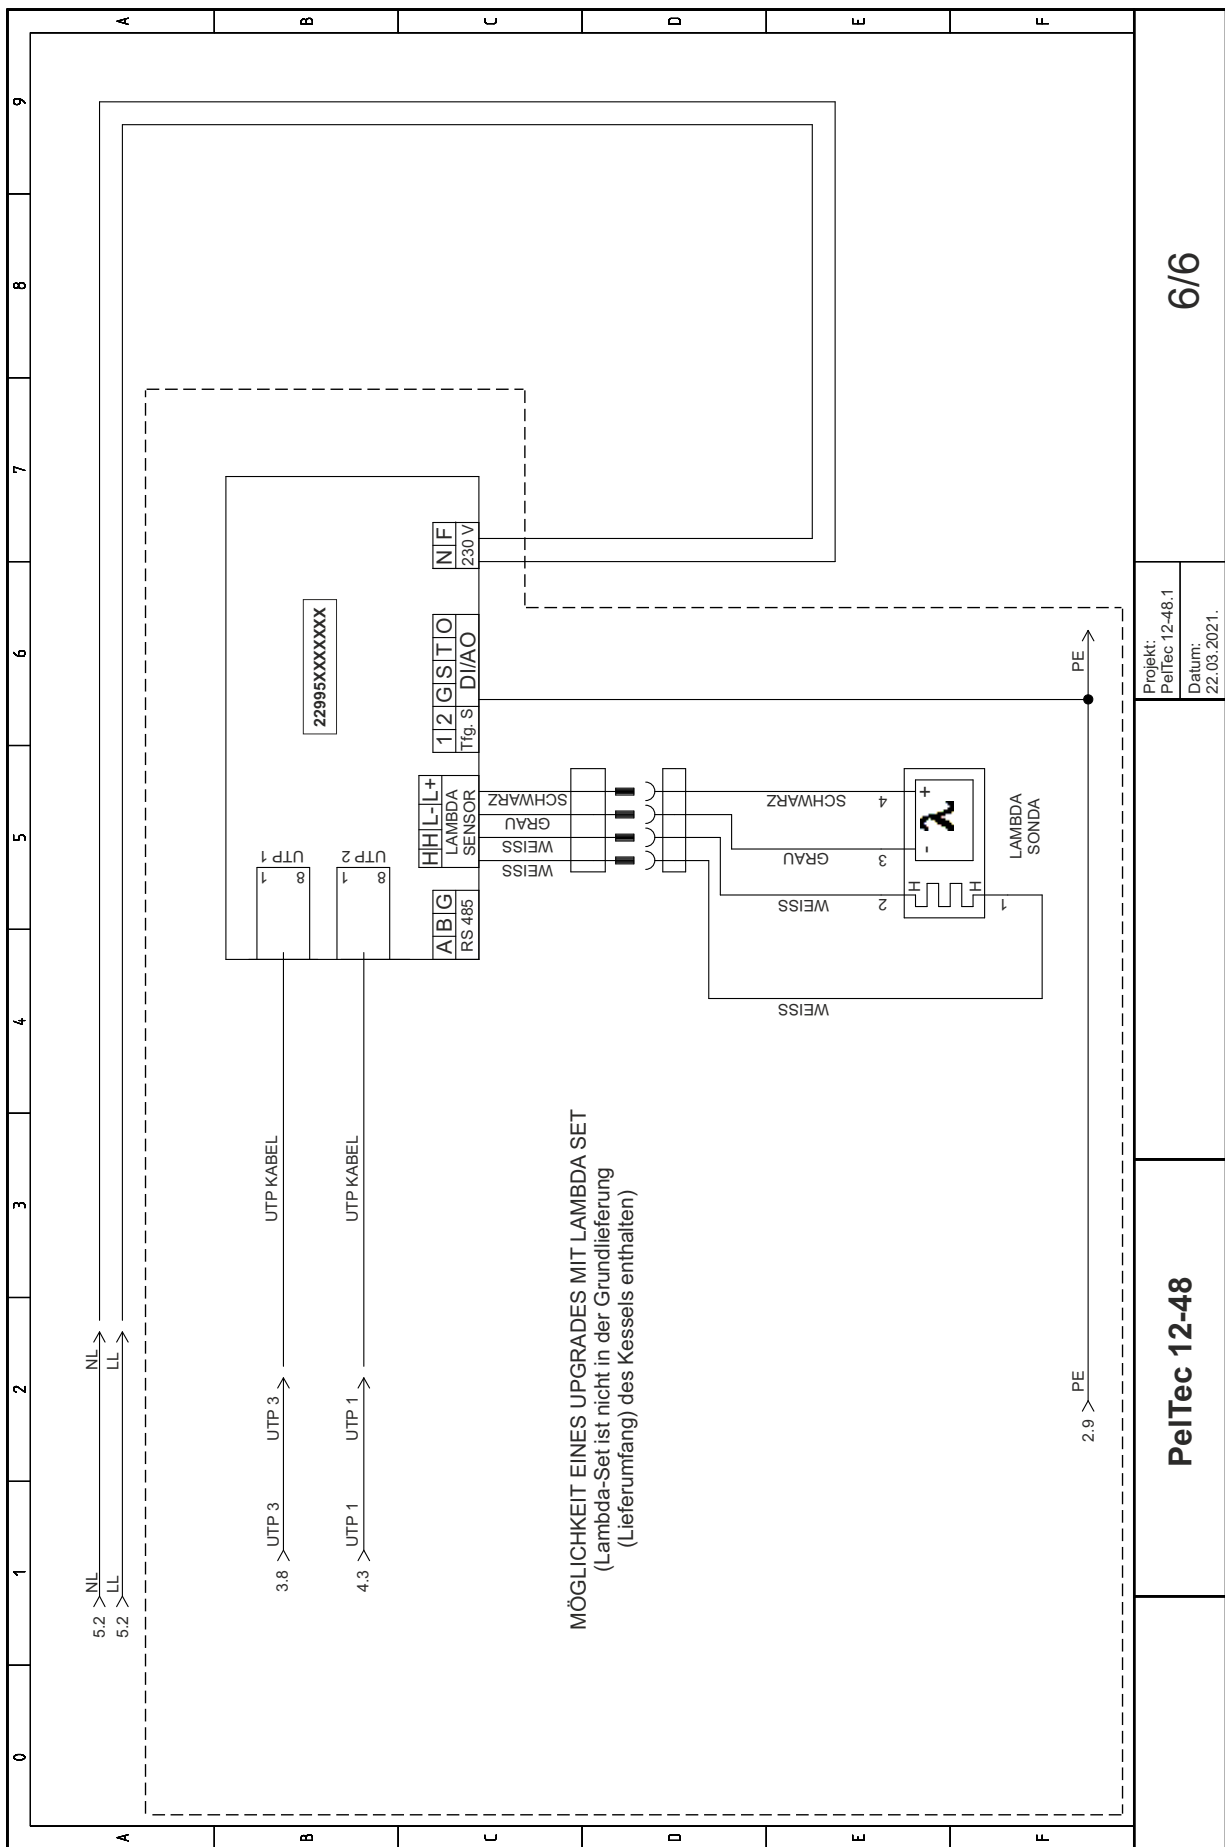 0 1 2 3 4 5 6 7 8 9
A
B
C
D
E
F
A
B
C
D
E
F
5.2 NL
5.2 LL
NL
LL
3.8 UTP 3
UTP 3
UTP KABEL
4.3 UTP 1
UTP 1
UTP KABEL
UTP 1
1
8
UTP 2
1
8
22995XXXXXXX
A B G
RS 485
H H L- L+
LAMBDA
SENSOR
1 2 G S T O
Tfg. S DI/AO
N F
230 V
WEISS
WEISS
GRAU
SCHWARZ
MÖGLICHKEIT EINES UPGRADES MIT LAMBDA SET
(Lambda-Set ist nicht in der Grundlieferung
(Lieferumfang) des Kessels enthalten)
WEISS
WEISS
GRAU
SCHWARZ
2
3
4
H
H
- +
λ
1
LAMBDA
SONDA
2.9 PE
PE
PelTec 12-48
Projekt:
PelTec 12-48.1
Datum:
22.03.2021.
6/6